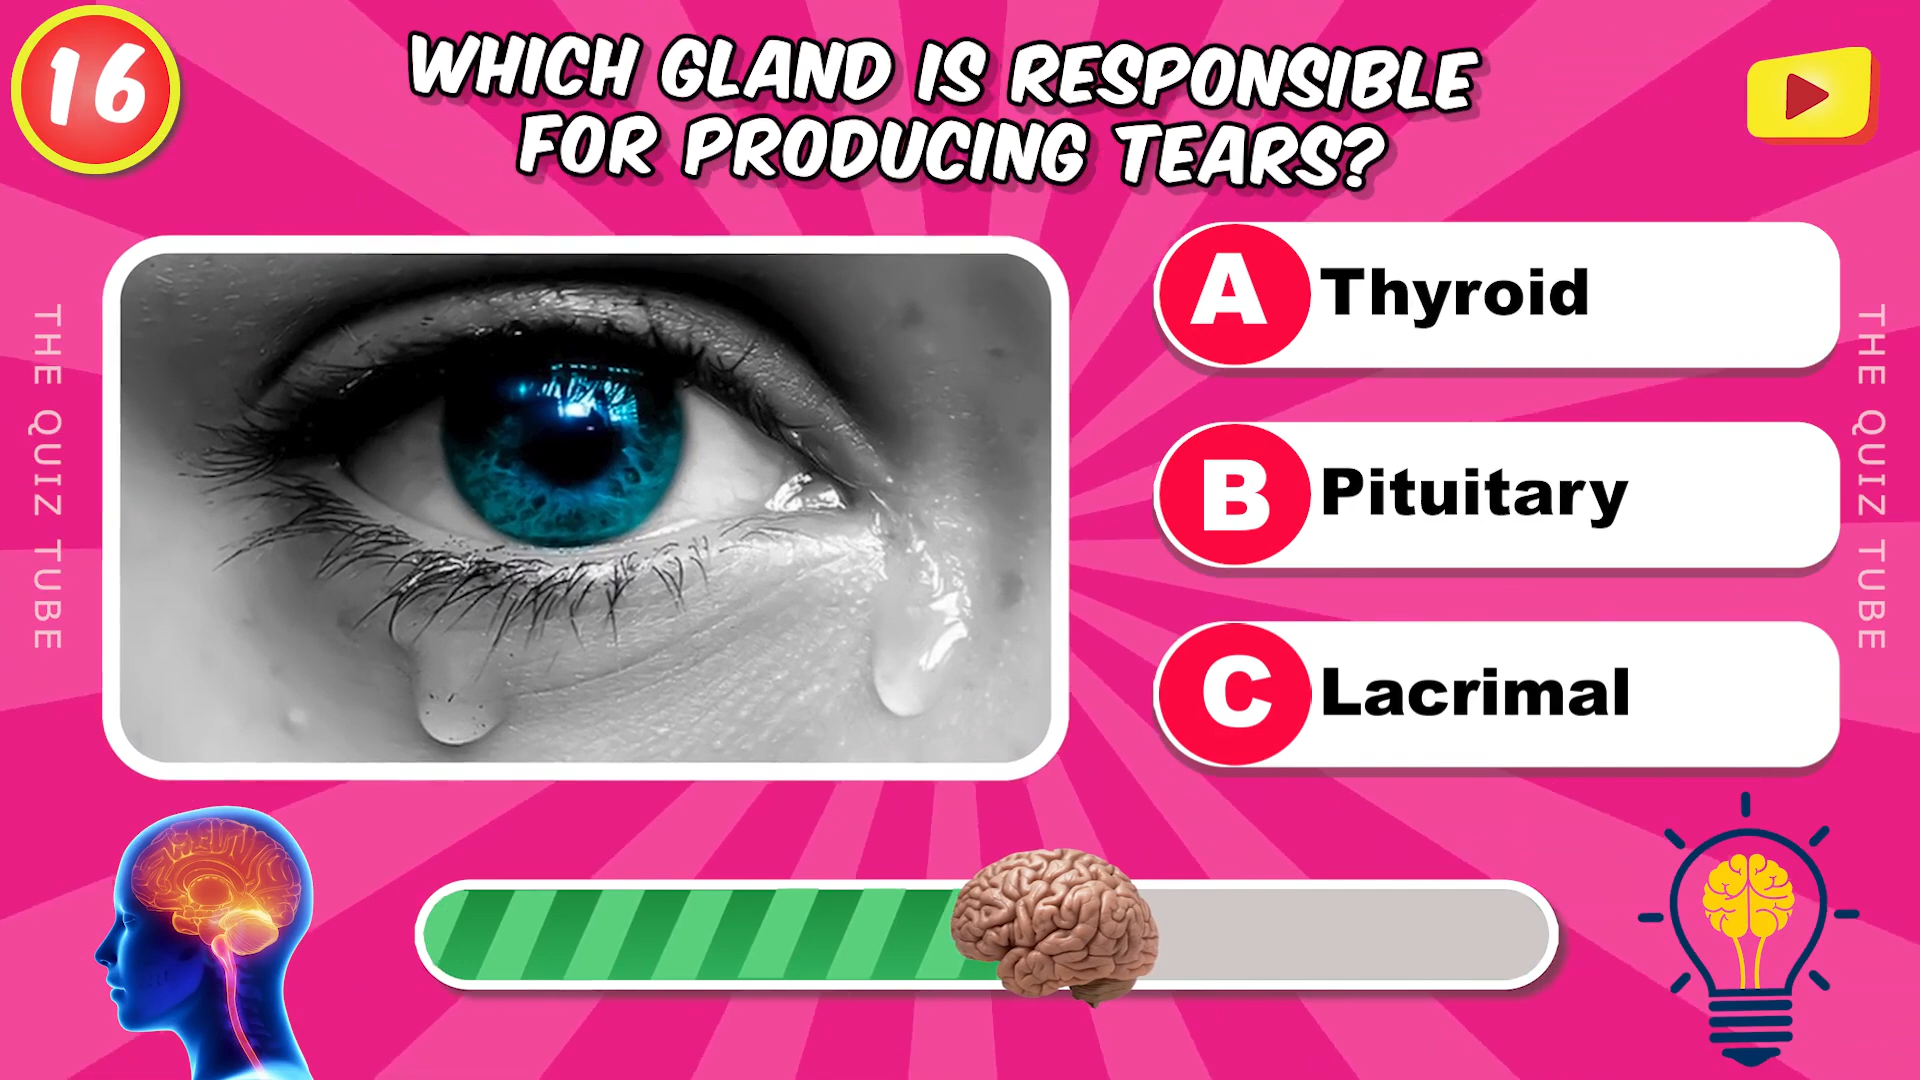 16
WHICH GLAND IS RESPONSIBLE
FOR PRODUCING TEARS?
THE QUIZ TUBE
A Thyroid
B Pituitary
C Lacrimal
THE QUIZ TUBE